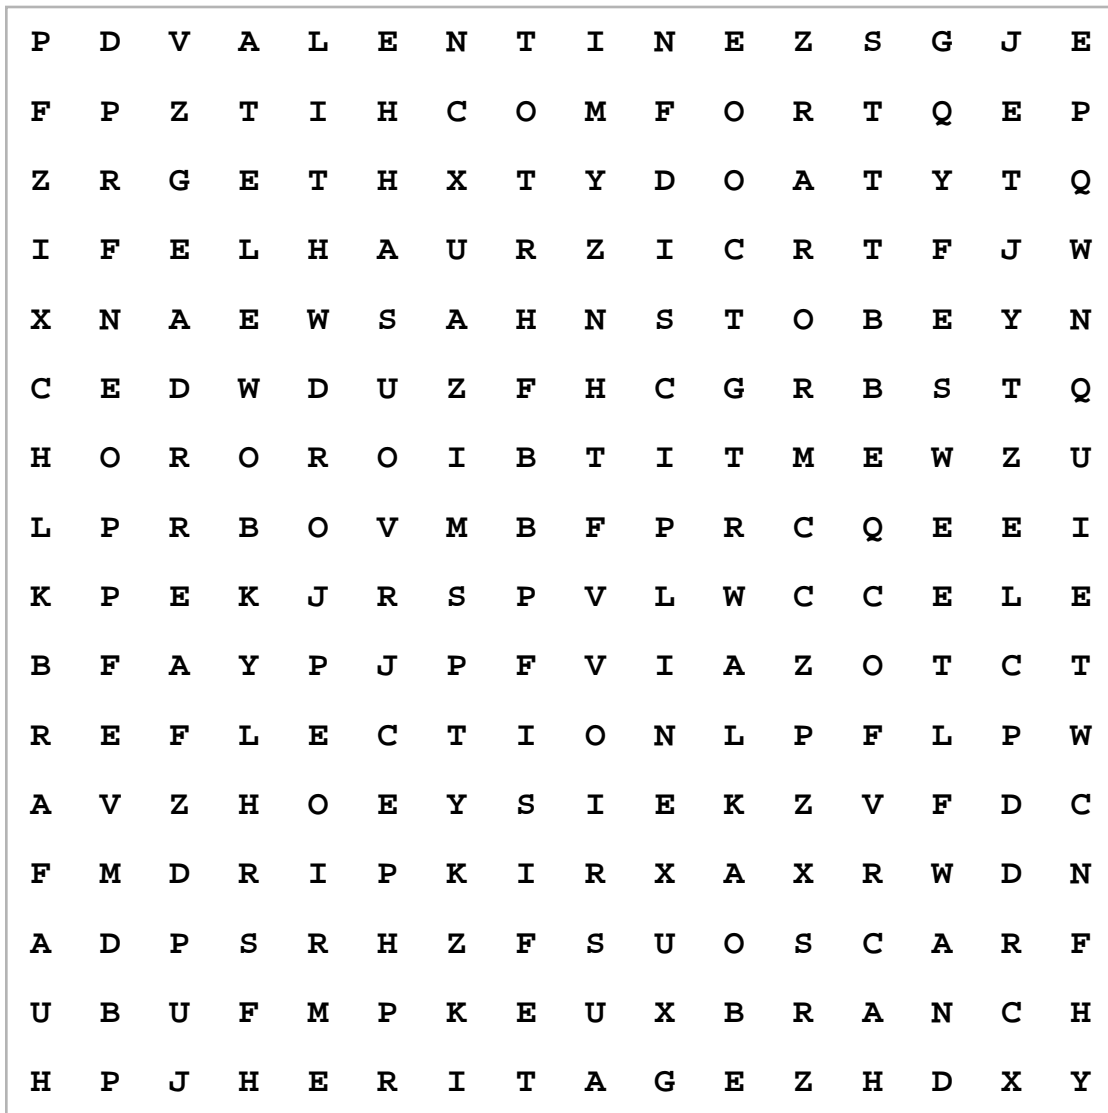 P D V A L E N T I N E Z S G J E
F P Z T I H C O M F O R T Q E P
Z R G E T H X T Y D O A T Y T Q
I F E L H A U R Z I C R T F J W
X N A E W S A H N S T O B E Y N
C E D W D U Z F H C G R B S T Q
H O R O R O I B T I T M E W Z U
L P R B O V M B F P R C Q E E I
K P E K J R S P V L W C C E L E
B F A Y P J P F V I A Z O T C T
R E F L E C T I O N L P F L P W
A V Z H O E Y S I E K Z V F D C
F M D R I P K I R X A X R W D N
A D P S R H Z F S U O S C A R F
U B U F M P K E U X B R A N C H
H P J H E R I T A G E Z H D X Y